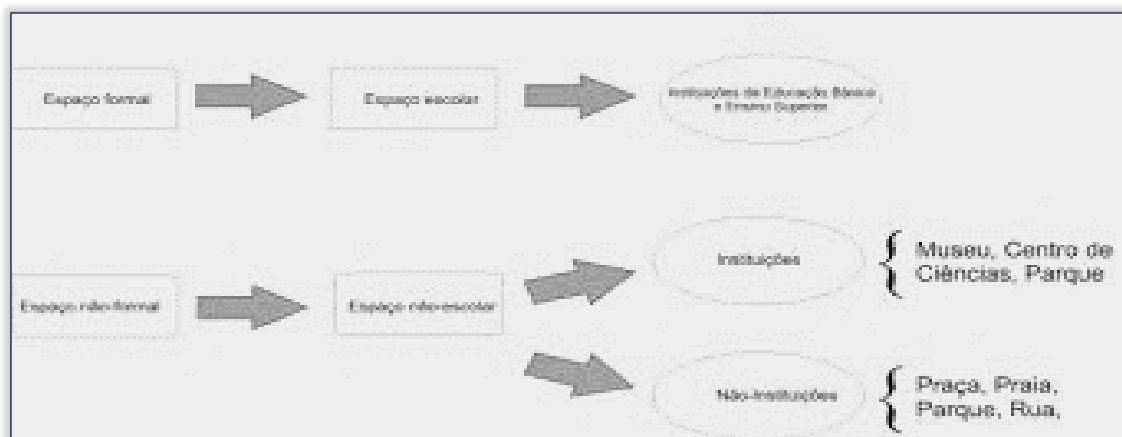 Espaço formal
Espaço escolar
Instituições de Educação Básica
e Ensino Superior
Espaço não-formal
Espaço não-escolar
Instituições
Museu, Centro de
Ciências, Parque
Não-Instituições
Praça, Praia,
Parque, Rua,